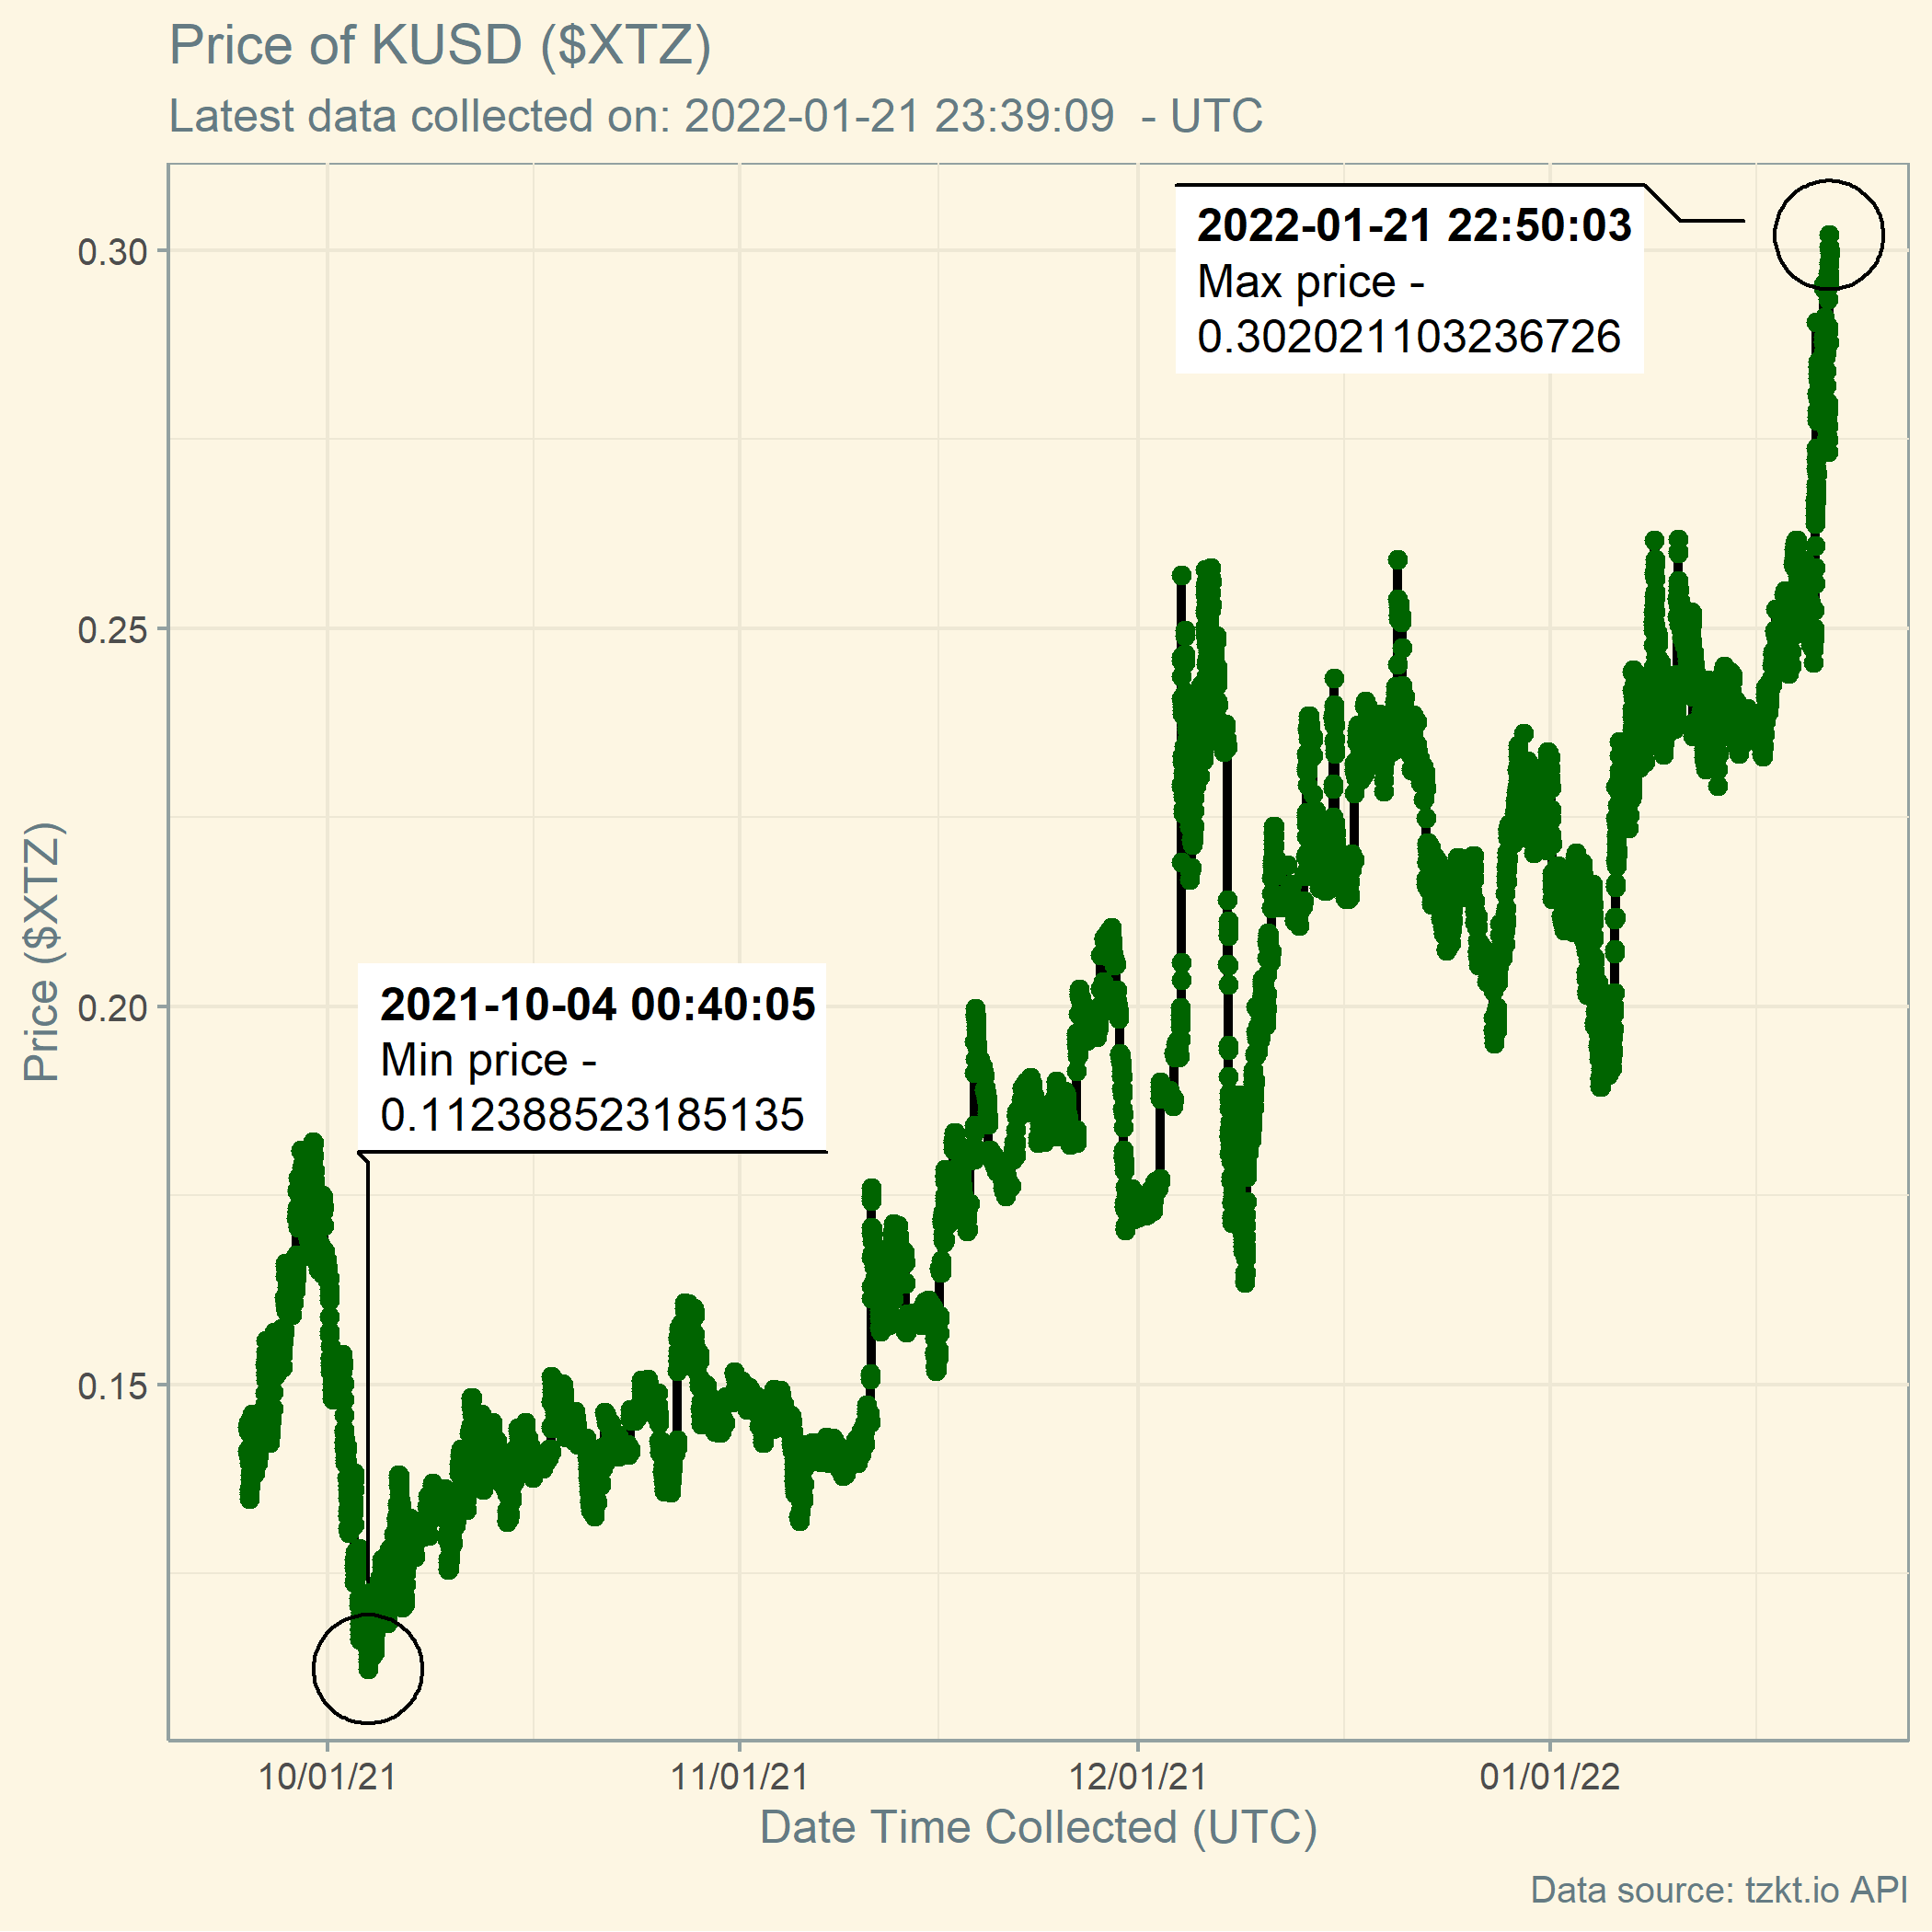 Price of KUSD ($XTZ)
Latest data collected on: 2022-01-21 23:39:09  - UTC
2022-01-21 22:50:03
Max price -
0.302021103236726
0.30
0.25
0.20
0.15
Price ($XTZ)
2021-10-04 00:40:05
Min price -
0.112388523185135
10/01/21
11/01/21
12/01/21
01/01/22
Date Time Collected (UTC)
Data source: tzkt.io API